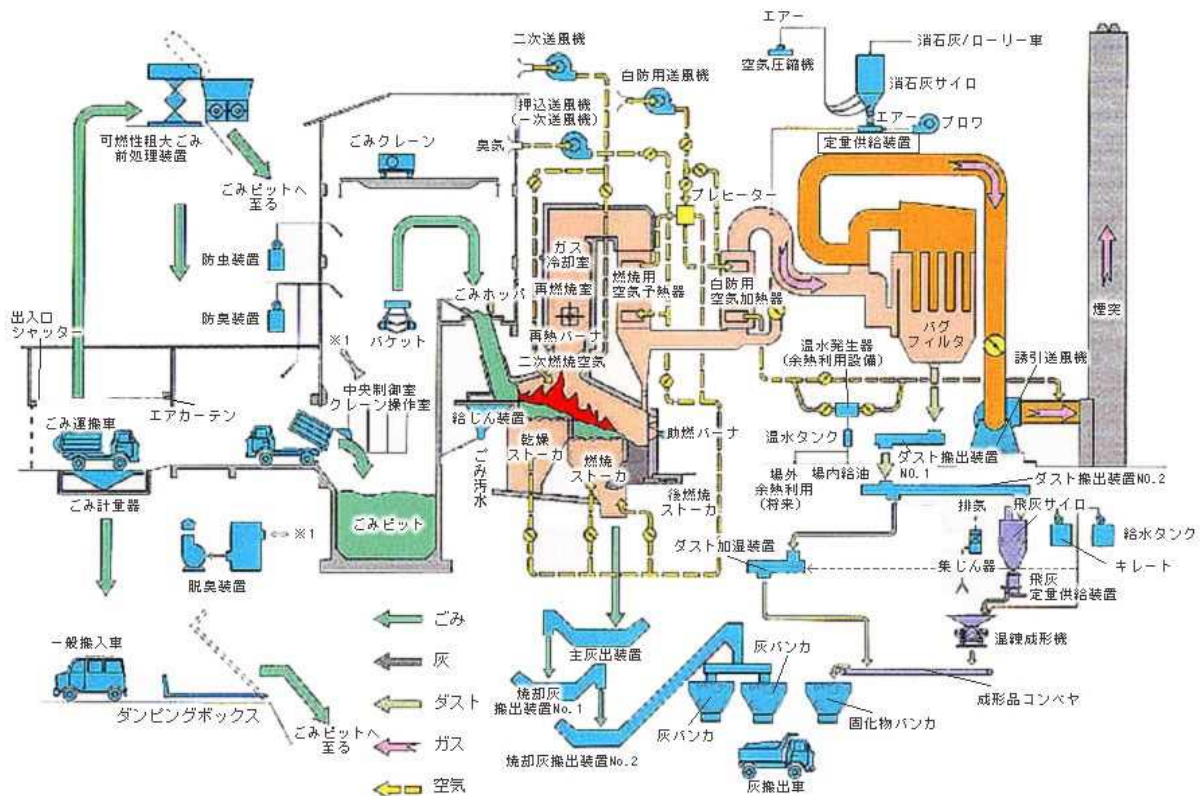 エアー
消石灰/ローリー車
二次送風機
空気圧縮機
白防用送風機
消石灰サイロ
押込送風機
(一次送風機)
エアー
ブロワ
可燃性粗大ごみ
前処理装置
ごみクレーン
臭気
定量供給装置
ごみピットへ
至る
プレヒーター
防虫装置
ガス
冷却室
燃焼用
空気予熱器
再燃焼室
白防用
空気加熱器
ごみホッパ
煙突
出入口
シャッター
防臭装置
バケット
再熱バーナ
バグ
フィルタ
※1
温水発生器
(余熱利用設備)
誘引送風機
二次燃焼空気
中央制御室
クレーン操作室
エアカーテン
給じん装置
助燃バーナ
ごみ運搬車
乾燥
ストーカ
温水タンク
燃焼
ストーカ
ダスト搬出装置
NO.1
ごみ汚水
場外
余熱利用
(将来)
場内給油
ダスト搬出装置NO.2
後燃焼
ストーカ
ごみ計量器
ごみピット
排気
飛灰サイロ
※1
給水タンク
ダスト加湿装置
キレート
集じん器
脱臭装置
飛灰
定量供給装置
ごみ
一般搬入車
混練成形機
主灰出装置
灰バンカ
灰
焼却灰
搬出装置No.1
成形品コンベヤ
ダスト
ダンピングボックス
灰バンカ
固化物バンカ
ごみピットへ
至る
ガス
焼却灰搬出装置No.2
空気
灰搬出車